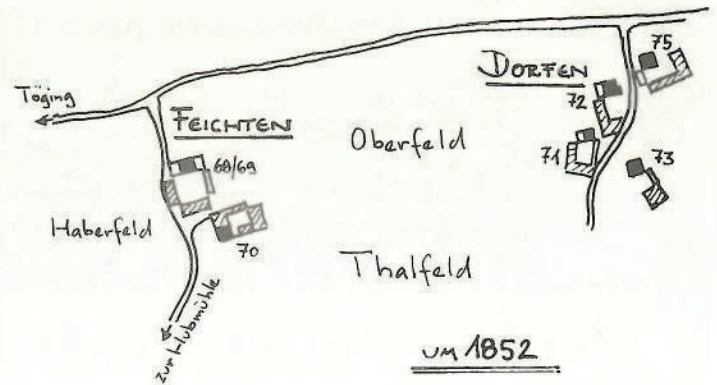 75
DORFEN
Töging
72
FEICHTEN
Oberfeld
68/69
71
73
Haberfeld
70
Thalfeld
zur Hubmühle
UM 1852